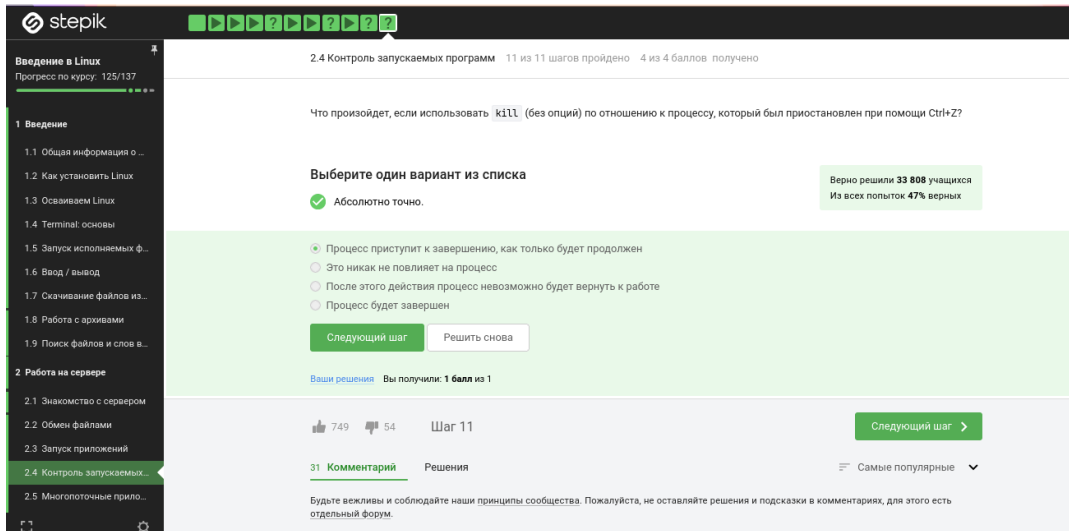 stepik
Введение в Linux
Прогресс по курсу: 125/137
1 Введение
1.1 Общая информация о ...
1.2 Как установить Linux
1.3 Осваиваем Linux
1.4 Terminal: основы
1.5 Запуск исполняемых ф...
1.6 Ввод / вывод
1.7 Скачивание файлов из...
1.8 Работа с архивами
1.9 Поиск файлов и слов в...
2 Работа на сервере
2.1 Знакомство с сервером
2.2 Обмен файлами
2.3 Запуск приложений
2.4 Контроль запускаемых...
2.5 Многопоточные прило...
2.4 Контроль запускаемых программ 11 из 11 шагов пройдено 4 из 4 баллов получено
Что произойдет, если использовать kill (без опций) по отношению к процессу, который был приостановлен при помощи Ctrl+Z?
Выберите один вариант из списка
Абсолютно точно.
Верно решили 33 808 учащихся
Из всех попыток 47% верных
Процесс приступит к завершению, как только будет продолжен
Это никак не повлияет на процесс
После этого действия процесс невозможно будет вернуть к работе
Процесс будет завершен
Следующий шаг Решить снова
Ваши решения Вы получили: 1 балл из 1
749 54 Шаг 11 Следующий шаг
31 Комментарий Решения Самые популярные
Будьте вежливы и соблюдайте наши принципы сообщества. Пожалуйста, не оставляйте решения и подсказки в комментариях, для этого есть
отдельный форум.